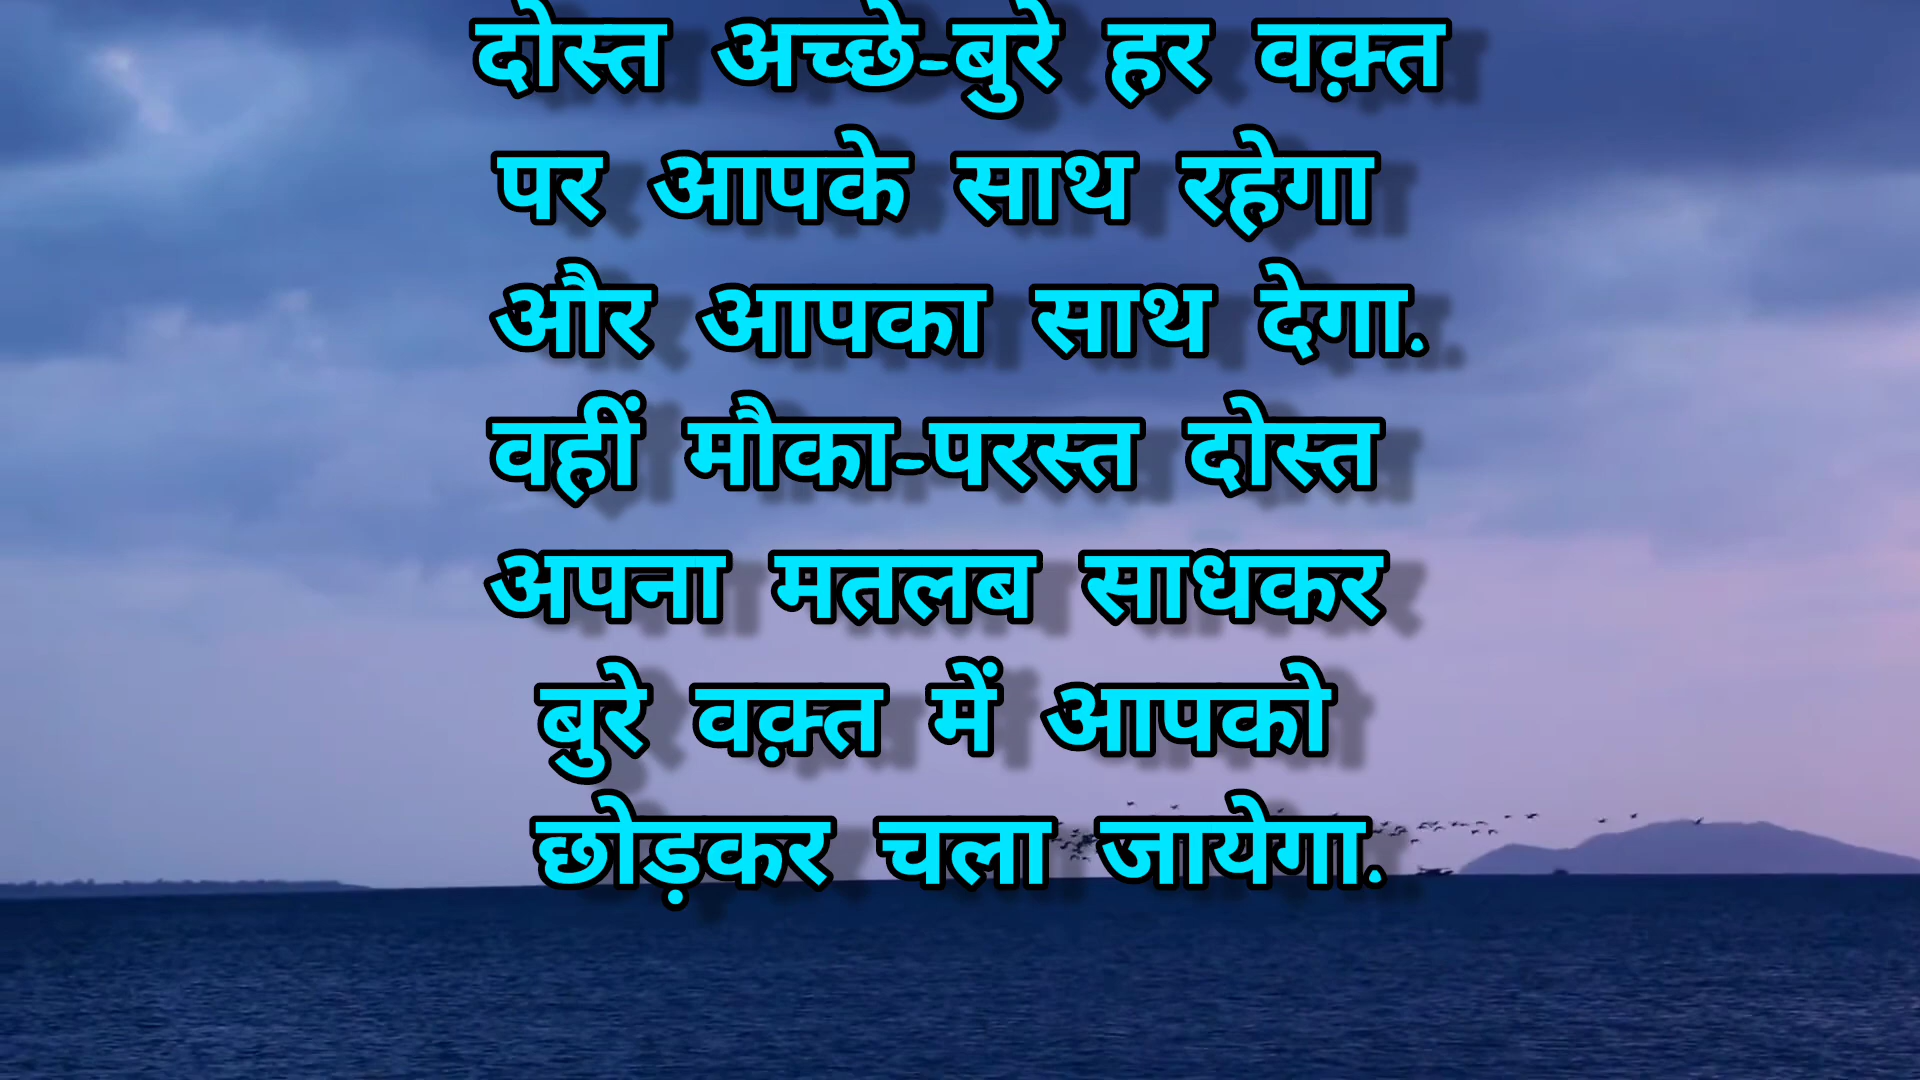 दोस्त अच्छे-बुरे हर वक़्त
पर आपके साथ रहेगा
और आपका साथ देगा.
वहीं मौका-परस्त दोस्त
अपना मतलब साधकर
बुरे वक़्त में आपको
छोड़कर चला जायेगा.